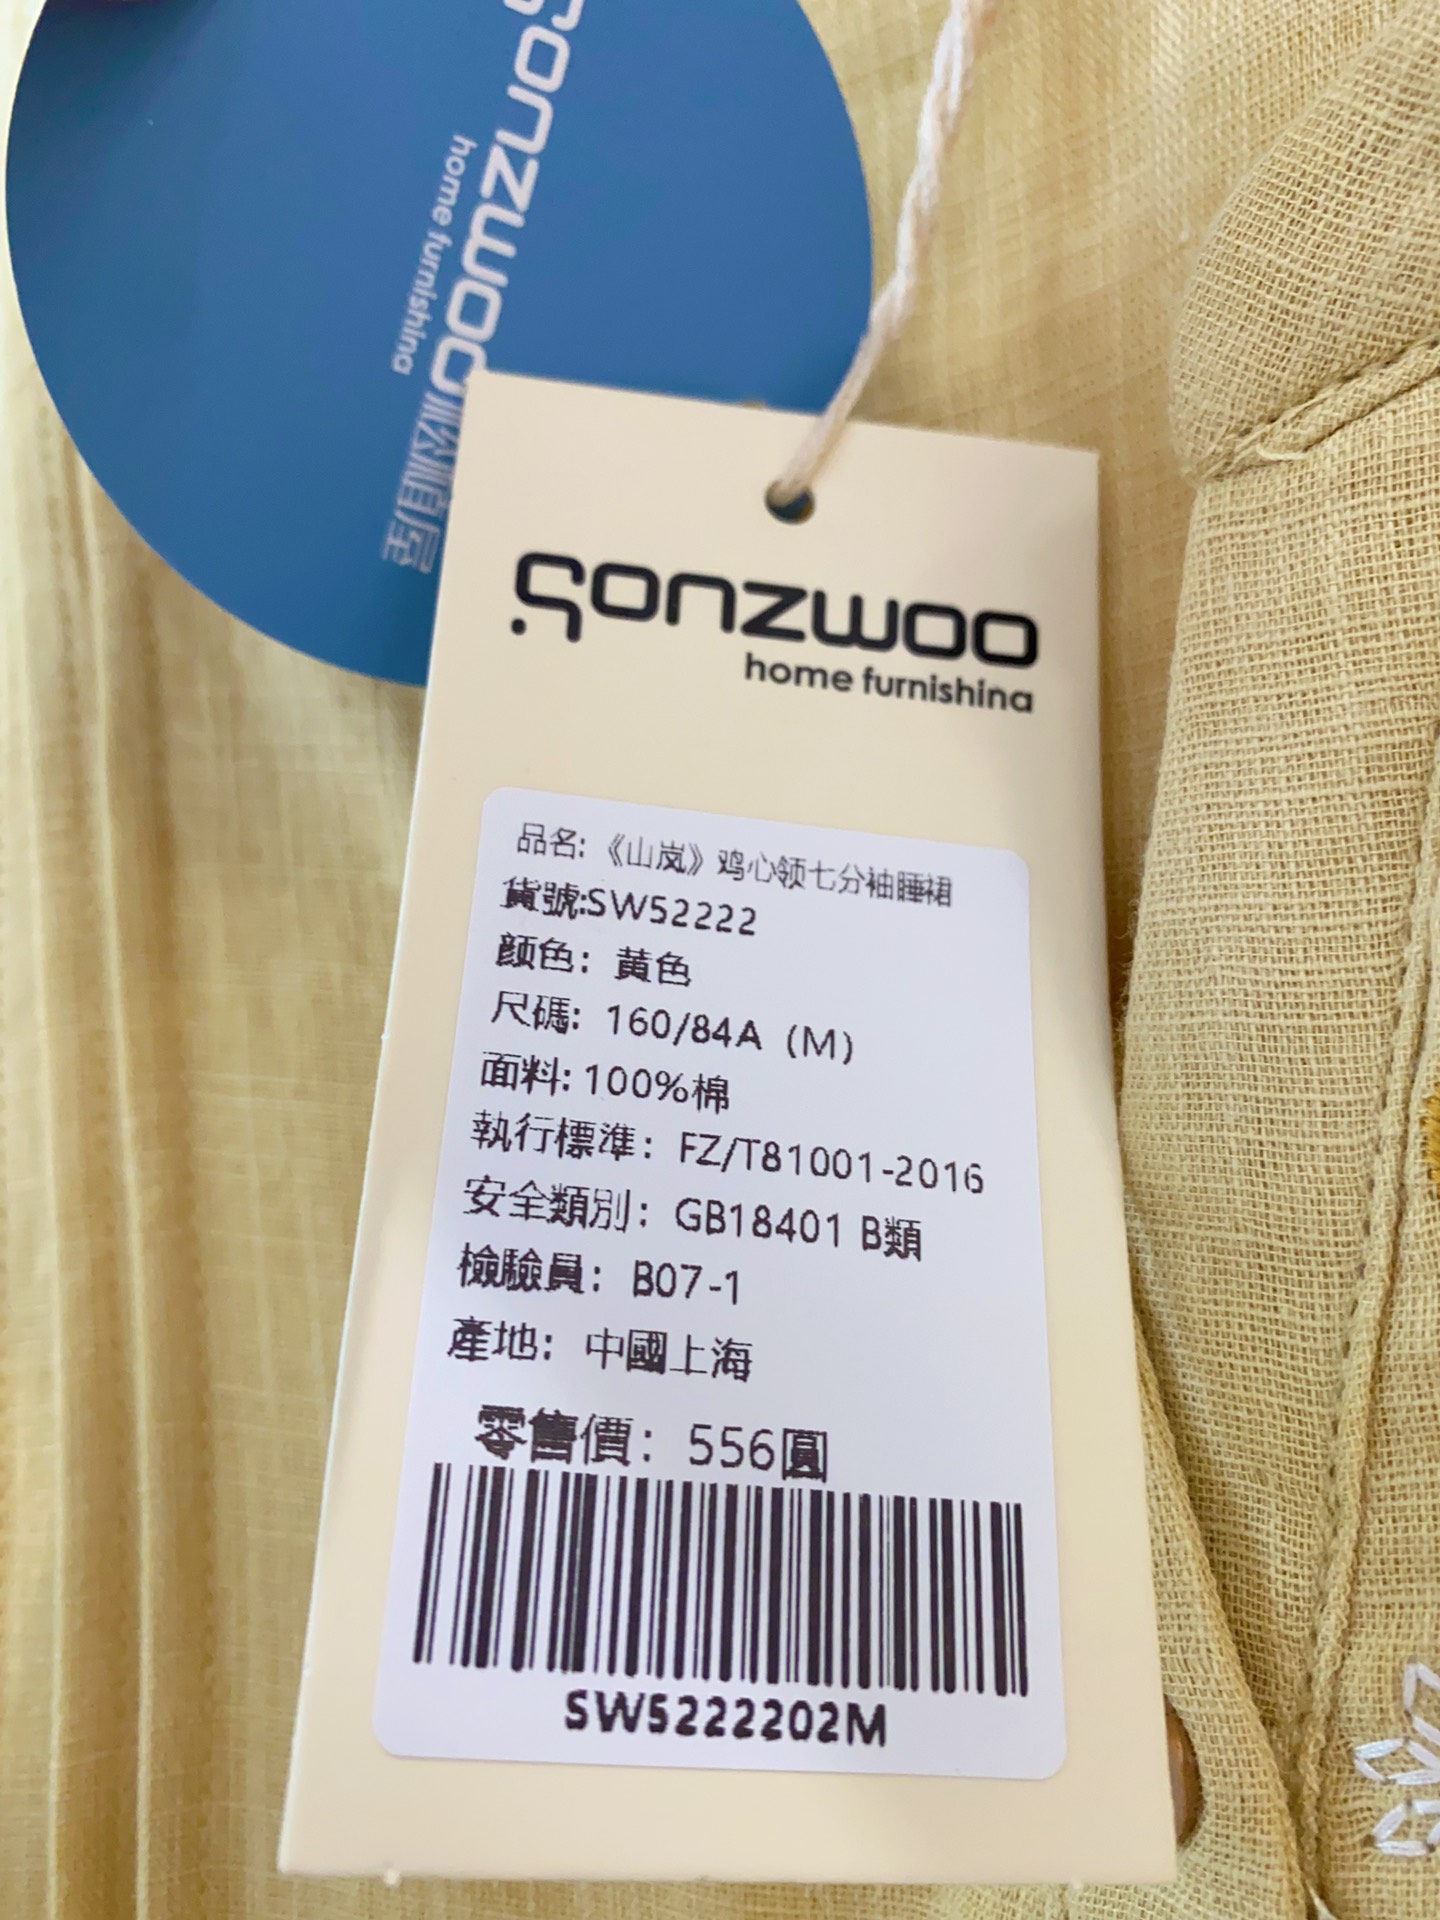 sonzwoo
home furnishing
sonzwoo
home furnishing
品名:《山岚》鸡心领七分袖睡裙
貨號:SW52222
颜色：黄色
尺碼：160/84A（M）
面料:100%棉
執行標準：FZ/T81001-2016
安全類別：GB18401 B類
檢驗員：B07-1
產地：中國上海
零售價：556圓
SW5222202M